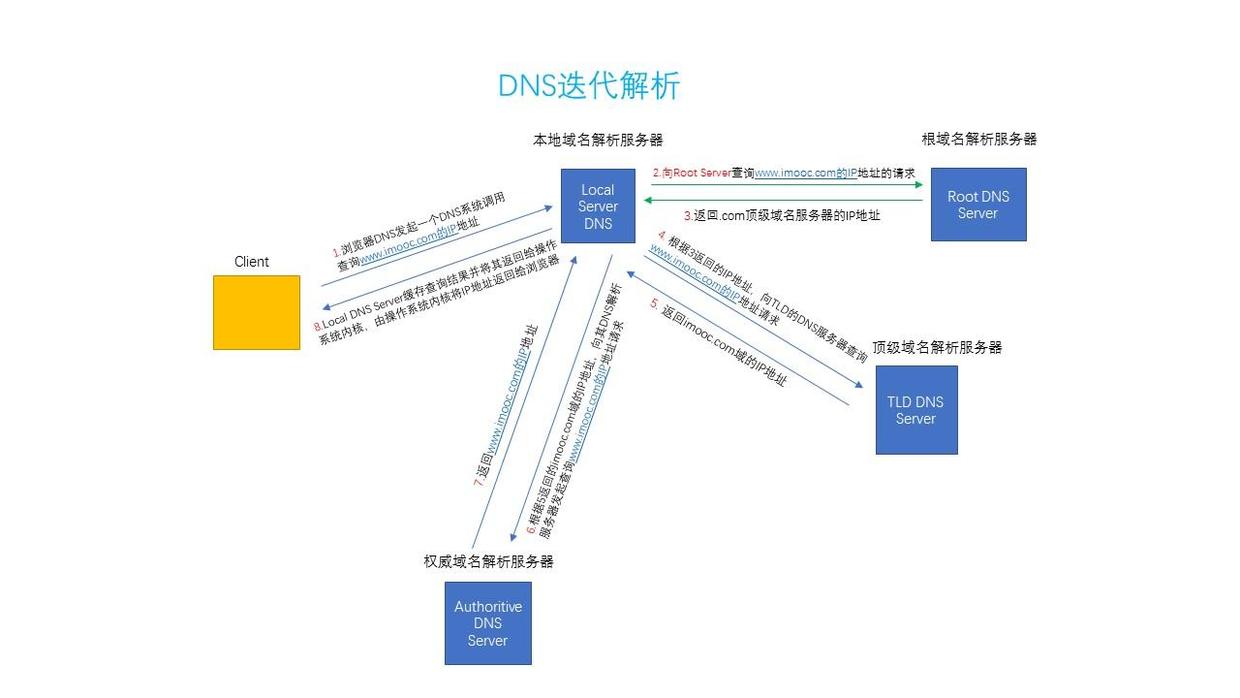 DNS迭代解析
本地域名解析服务器
根域名解析服务器
Local
Server
DNS
2.向Root Server查询www.imooc.com的IP地址的请求
3.返回.com顶级域名服务器的IP地址
Root DNS
Server
1.浏览器DNS发起一个DNS系统调用
查询www.imooc.com的IP地址
Client
8.Local DNS Server缓存查询结果并将其返回给操作
系统内核，由操作系统内核将IP地址返回给浏览器
4. 根据3返回的IP地址，向TLD的DNS服务器查询
www.imooc.com的IP地址请求
5. 返回imooc.com域的IP地址
顶级域名解析服务器
TLD DNS
Server
7.返回www.imooc.com的IP地址
6.根据5返回的imooc.com域的IP地址，向其DNS解析
服务器发起查询www.imooc.com的IP地址请求
权威域名解析服务器
Authoritive
DNS
Server